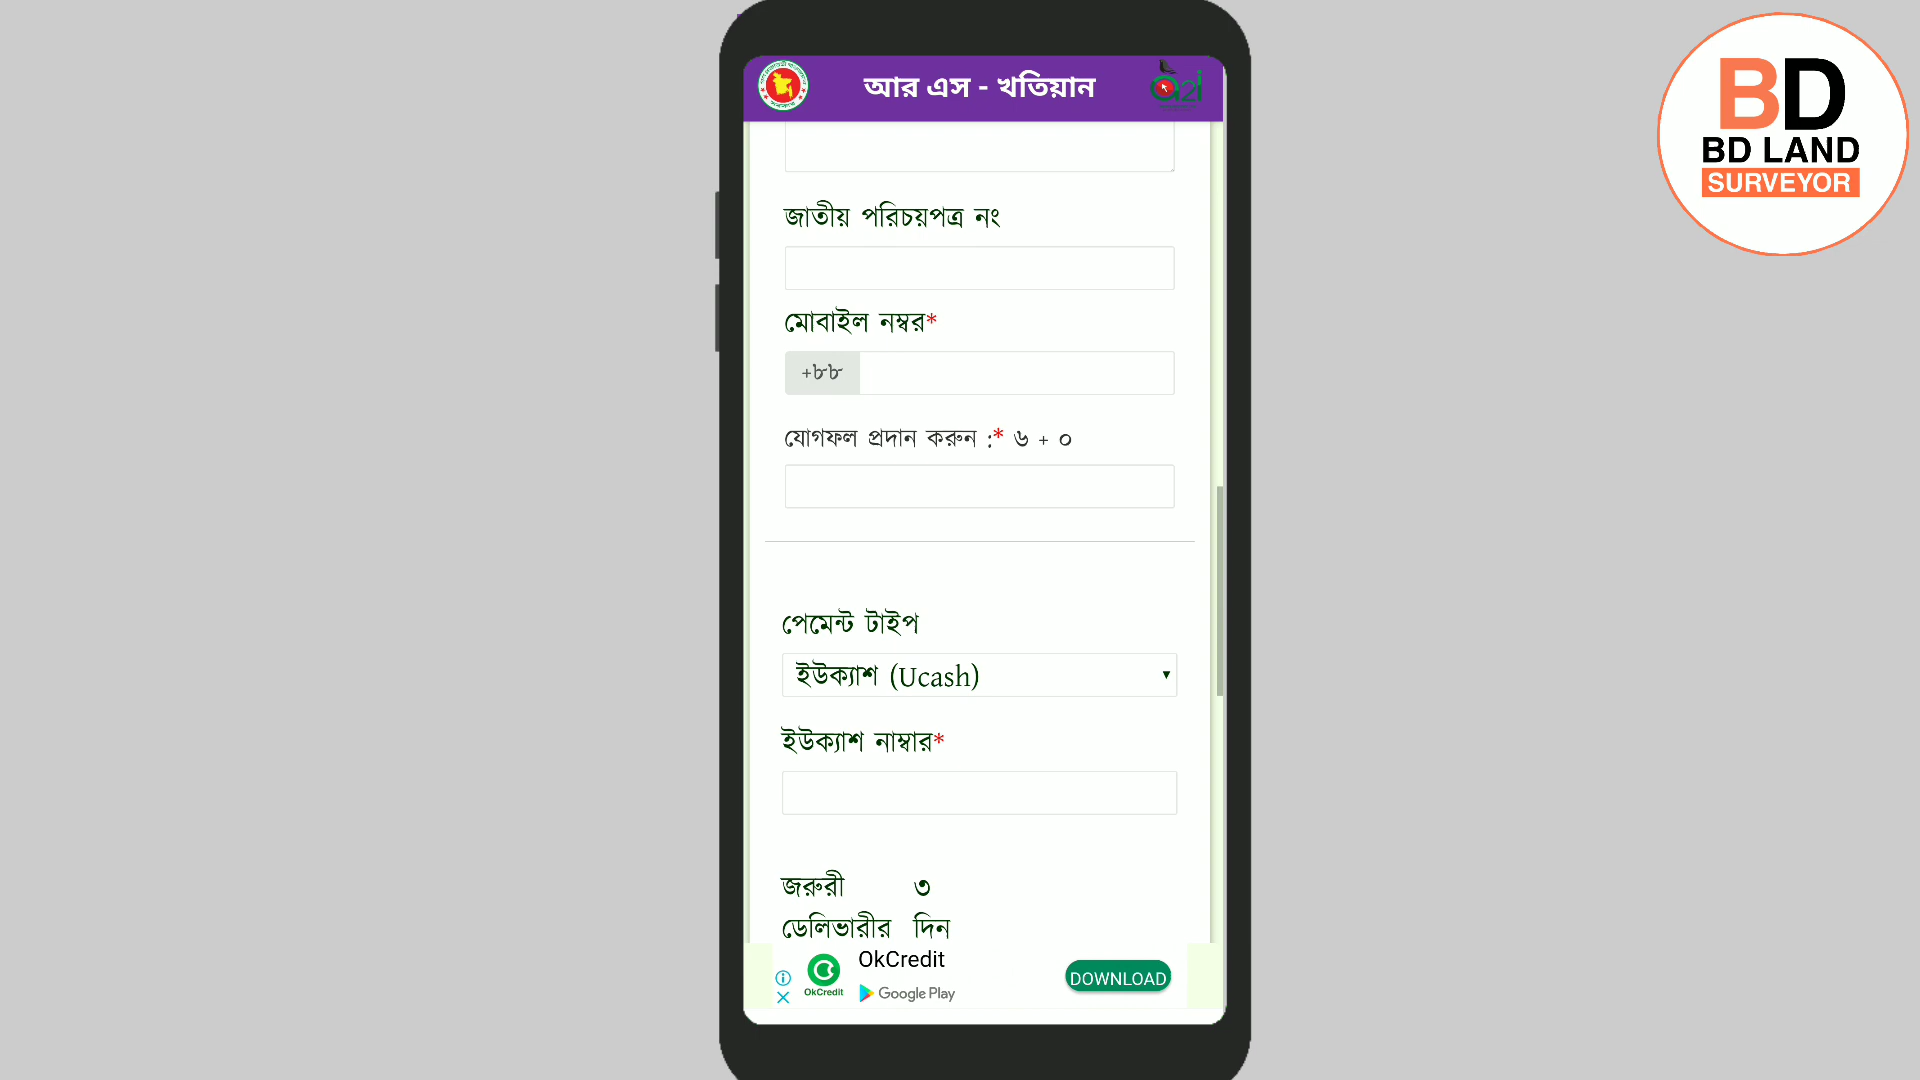 আর এস - খতিয়ান
a2i
BD
BD LAND
SURVEYOR
জাতীয় পরিচয়পত্র নং
মোবাইল নম্বর*
+৮৮
যোগফল প্রদান করুন :* ৬ + ০
পেমেন্ট টাইপ
ইউক্যাশ (Ucash)
ইউক্যাশ নাম্বার*
জরুরী ৩
ডেলিভারীর দিন
OkCredit
OkCredit
Google Play
DOWNLOAD